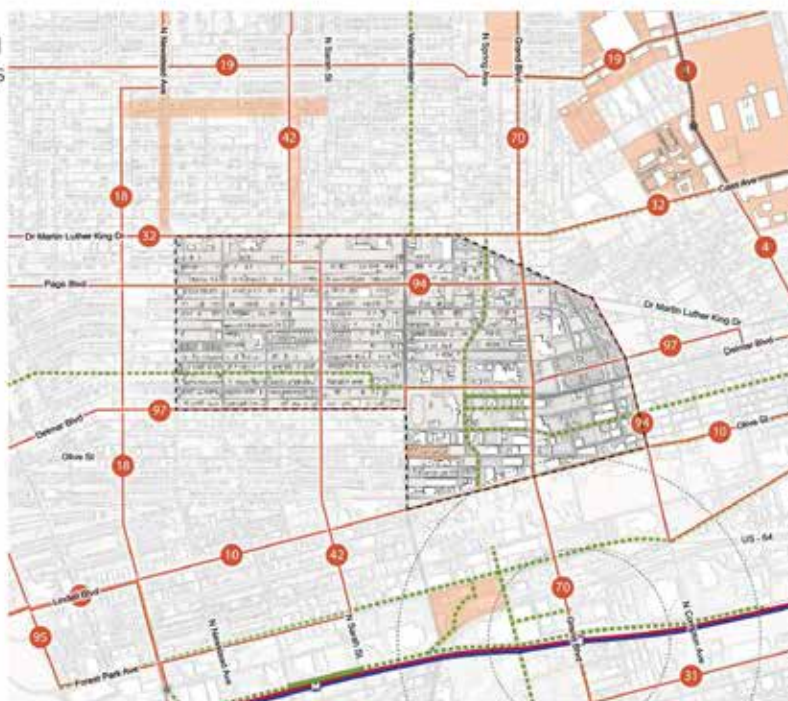 N Newstead Ave
N Sarah St
Vandeventer
N Spring Ave
Grand Blvd
19
19
4
42
70
18
32
Cass Ave
Dr Martin Luther King Dr
32
4
Page Blvd
94
Dr Martin Luther King Dr
97
Delmar Blvd
97
Delmar Blvd
94
10
Olive St
Olive St
18
10
42
US - 64
Lindell Blvd
70
95
N Newstead Ave
N Sarah St
Grand Blvd
N Compton Ave
Forest Park Ave
M
31